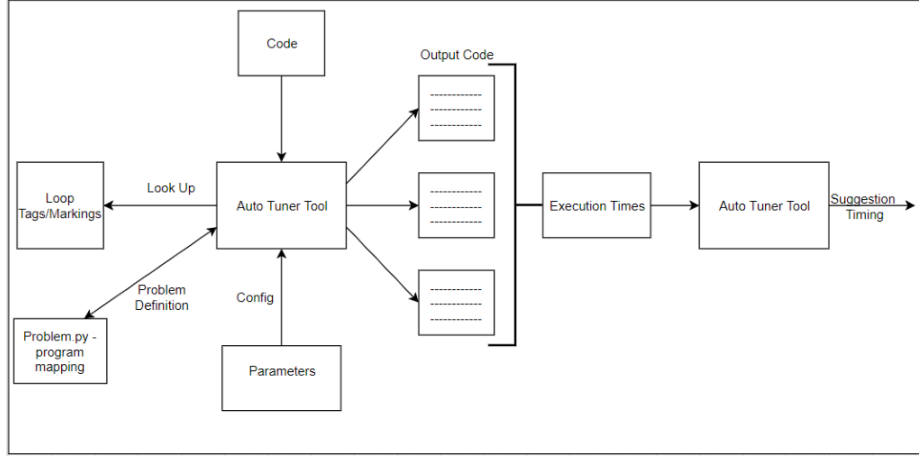 Code
Output Code
------------
------------
------------
Loop
Tags/Markings
Look Up
Auto Tuner Tool
------------
------------
------------
Execution Times
Auto Tuner Tool
Suggestion
Timing
Problem
Definition
Config
------------
------------
------------
Problem.py -
program
mapping
Parameters